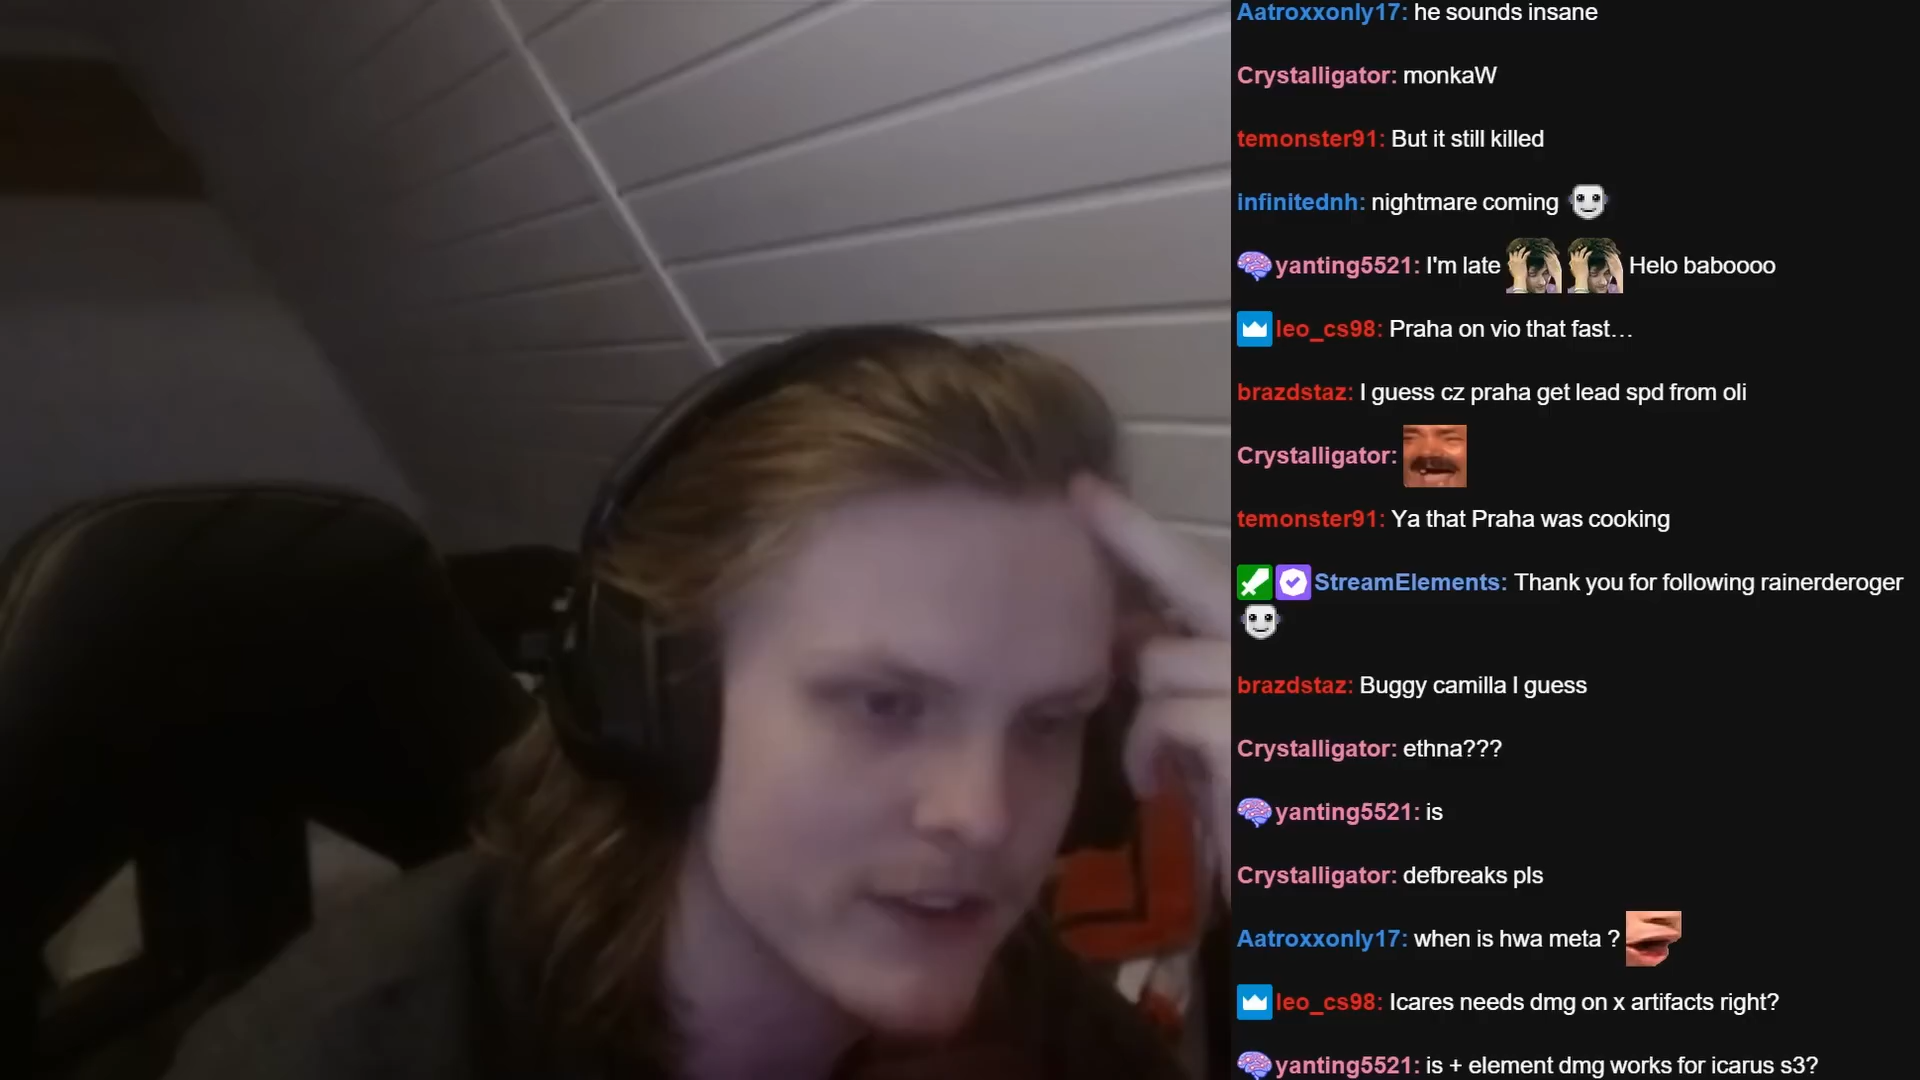 Aatroxxonly17: he sounds insane
Crystalligator: monkaW
temonster91: But it still killed
infinitednh: nightmare coming
yanting5521: I'm late Helo baboooo
leo_cs98: Praha on vio that fast…
brazdstaz: I guess cz praha get lead spd from oli
Crystalligator:
temonster91: Ya that Praha was cooking
StreamElements: Thank you for following rainerderoger
brazdstaz: Buggy camilla I guess
Crystalligator: ethna???
yanting5521: is
Crystalligator: defbreaks pls
Aatroxxonly17: when is hwa meta ?
leo_cs98: Icares needs dmg on x artifacts right?
yanting5521: is + element dmg works for icarus s3?